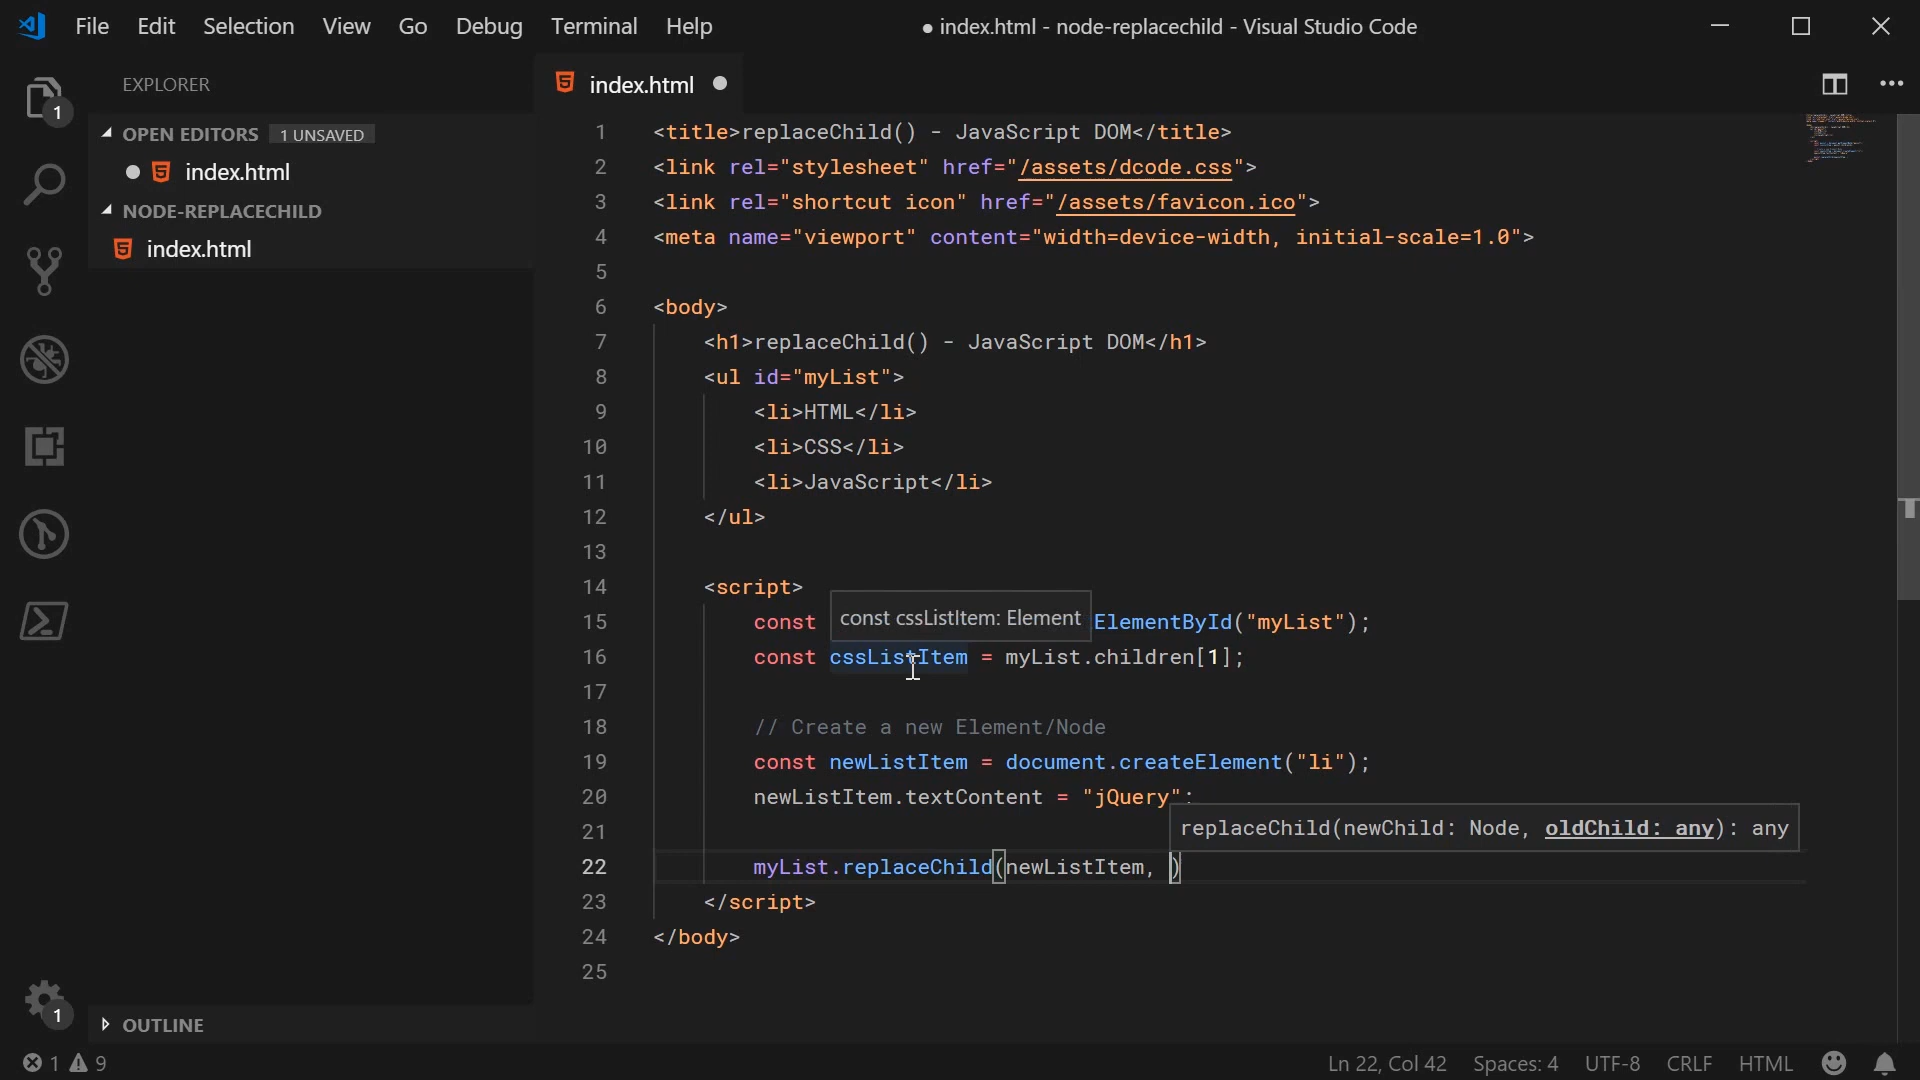 File Edit Selection View Go Debug Terminal Help ● index.html - node-replacechild - Visual Studio Code
EXPLORER
OPEN EDITORS 1 UNSAVED
index.html
NODE-REPLACECHILD
index.html
OUTLINE
1
1
index.html
1 <title>replaceChild() - JavaScript DOM</title>
2 <link rel="stylesheet" href="/assets/dcode.css">
3 <link rel="shortcut icon" href="/assets/favicon.ico">
4 <meta name="viewport" content="width=device-width, initial-scale=1.0">
5
6 <body>
7 <h1>replaceChild() - JavaScript DOM</h1>
8 <ul id="myList">
9 <li>HTML</li>
10 <li>CSS</li>
11 <li>JavaScript</li>
12 </ul>
13
14 <script>
const cssListItem: Element
15 const ElementById("myList");
16 const cssListItem = myList.children[1];
17
18 // Create a new Element/Node
19 const newListItem = document.createElement("li");
20 newListItem.textContent = "jQuery";
21
replaceChild(newChild: Node, oldChild: any): any
22 myList.replaceChild(newListItem, )
23 </script>
24 </body>
25
1 9 Ln 22, Col 42 Spaces: 4 UTF-8 CRLF HTML